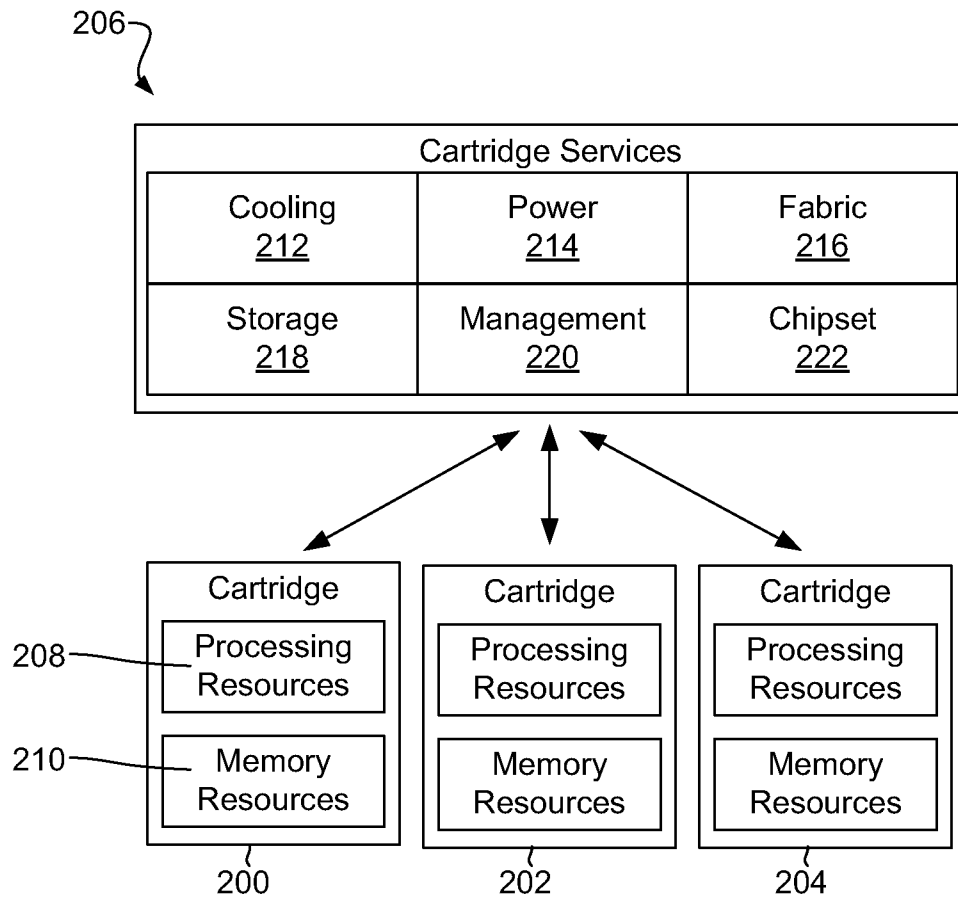 206
Cartridge Services
Cooling
212
Power
214
Fabric
216
Storage
218
Management
220
Chipset
222
Cartridge
Processing
Resources
Memory
Resources
208
210
200
Cartridge
Processing
Resources
Memory
Resources
202
Cartridge
Processing
Resources
Memory
Resources
204